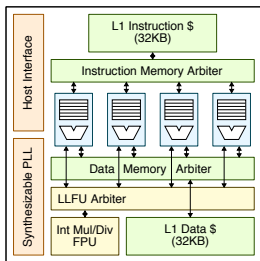 Host Interface
Synthesizable PLL
L1 Instruction $
(32KB)
Instruction Memory Arbiter
Data Memory Arbiter
LLFU Arbiter
Int Mul/Div
FPU
L1 Data $
(32KB)